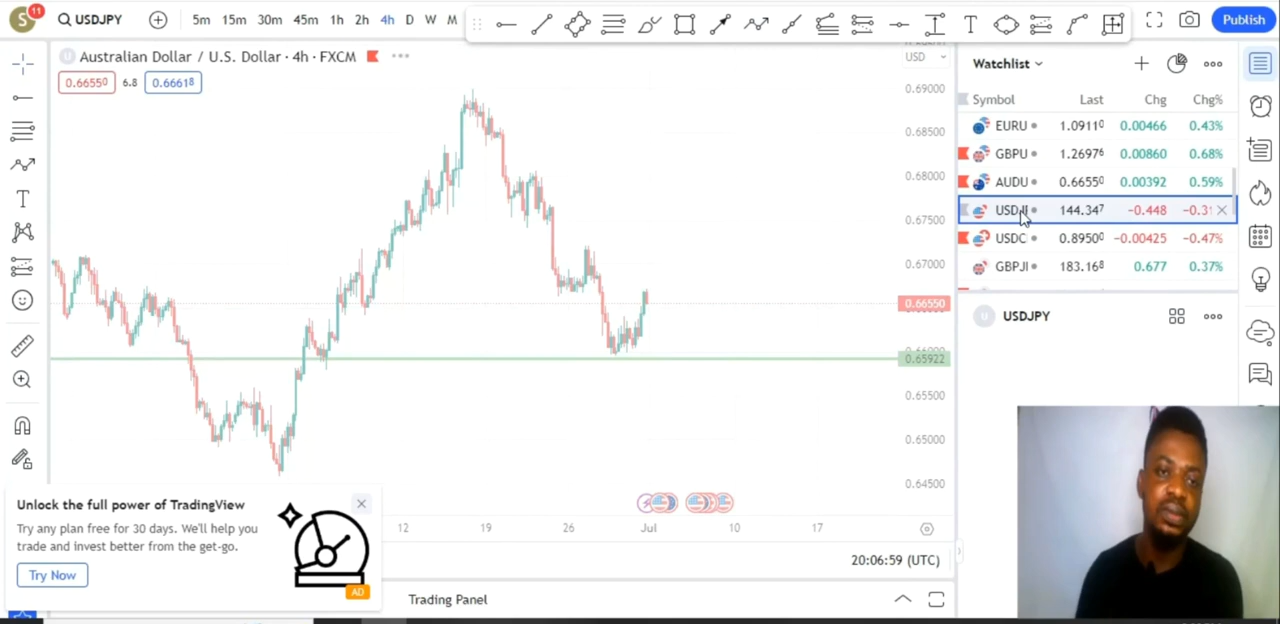 S 11 USDJPY 5m 15m 30m 45m 1h 2h 4h D W M Publish
Australian Dollar / U.S. Dollar · 4h · FXCM
0.66550 6.8 0.66618
USD
0.69000
0.68500
0.68000
0.67500
0.67000
0.66550
0.65922
0.65500
0.65000
0.64500
12 19 26 Jul 10 17
20:06:59 (UTC)
Trading Panel
Unlock the full power of TradingView
Try any plan free for 30 days. We'll help you
trade and invest better from the get-go.
Try Now
AD
Watchlist
Symbol Last Chg Chg%
EURU 1.09110 0.00466 0.43%
GBPU 1.26976 0.00860 0.68%
AUDU 0.66550 0.00392 0.59%
USDJI 144.347 −0.448 −0.31
USDC 0.89500 −0.00425 −0.47%
GBPJI 183.168 0.677 0.37%
U USDJPY